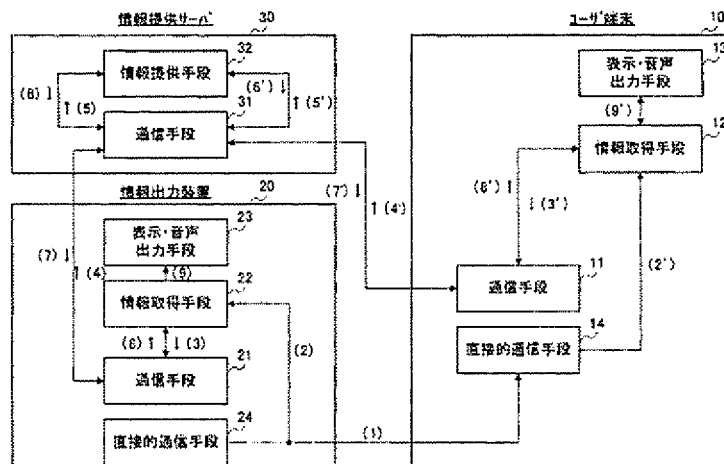 情報提供サーバ
30
32
情報提供手段
(8)↓
↑(5)
(6')↓
↑(5')
31
通信手段
情報出力装置
20
23
表示・音声
出力手段
(7)↓
↑(4)
(9)
22
情報取得手段
(8)↑
↓(3)
(2)
21
通信手段
24
直接的通信手段
(1)
(7')↓
↑(4')
ユーザ端末
10
13
表示・音声
出力手段
(9')
12
情報取得手段
(8')↑
↓(3')
(2')
11
通信手段
14
直接的通信手段